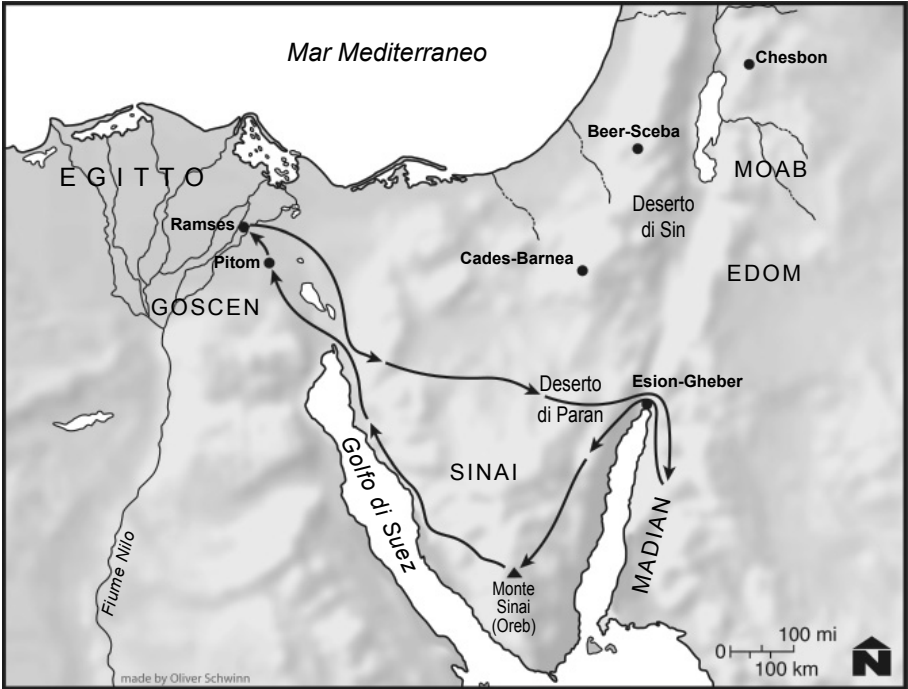 Mar Mediterraneo
Chesbon
Beer-Sceba
EGITTO
MOAB
Deserto
di Sin
Ramses
Pitom
Cades-Barnea
EDOM
GOSCEN
Deserto
di Paran
Esion-Gheber
SINAI
Golfo di Suez
MADIAN
Fiume Nilo
Monte
Sinai
(Oreb)
100 mi
0
100 km
N
made by Oliver Schwinn